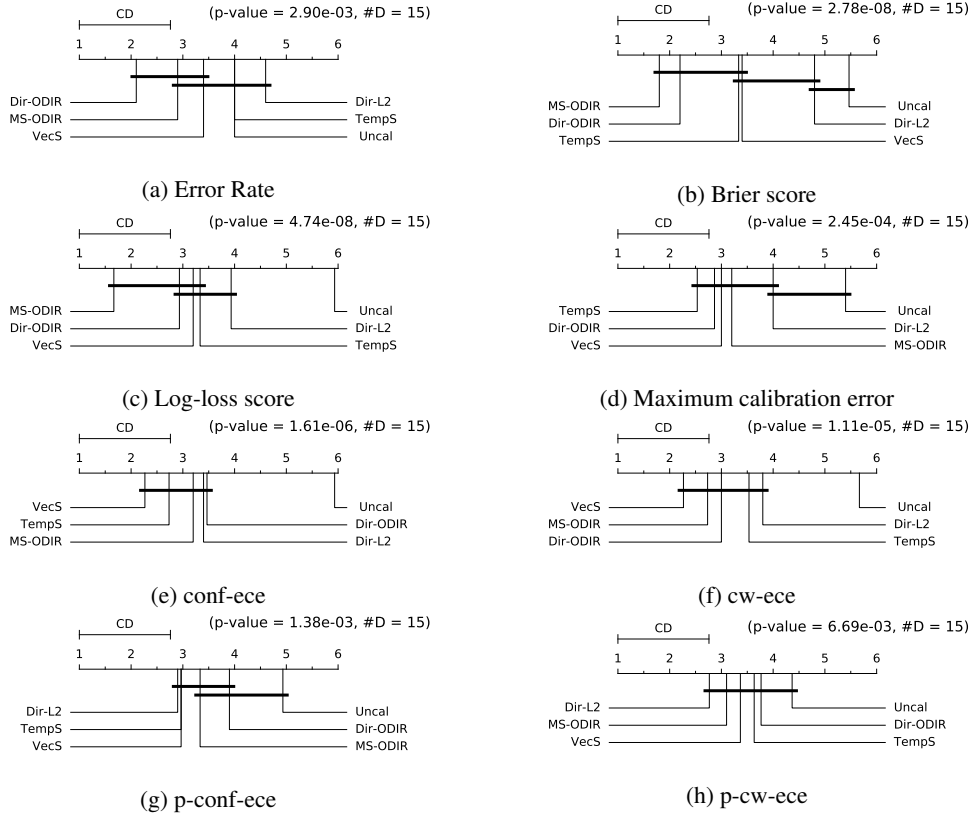 CD (p-value = 2.90e-03, #D = 15)
1 2 3 4 5 6
Dir-ODIR Dir-L2
MS-ODIR TempS
VecS Uncal
(a) Error Rate
CD (p-value = 2.78e-08, #D = 15)
1 2 3 4 5 6
MS-ODIR Uncal
Dir-ODIR Dir-L2
TempS VecS
(b) Brier score
CD (p-value = 4.74e-08, #D = 15)
1 2 3 4 5 6
MS-ODIR Uncal
Dir-ODIR Dir-L2
VecS TempS
(c) Log-loss score
CD (p-value = 2.45e-04, #D = 15)
1 2 3 4 5 6
TempS Uncal
Dir-ODIR Dir-L2
VecS MS-ODIR
(d) Maximum calibration error
CD (p-value = 1.61e-06, #D = 15)
1 2 3 4 5 6
VecS Uncal
TempS Dir-ODIR
MS-ODIR Dir-L2
(e) conf-ece
CD (p-value = 1.11e-05, #D = 15)
1 2 3 4 5 6
VecS Uncal
MS-ODIR Dir-L2
Dir-ODIR TempS
(f) cw-ece
CD (p-value = 1.38e-03, #D = 15)
1 2 3 4 5 6
Dir-L2 Uncal
TempS Dir-ODIR
VecS MS-ODIR
(g) p-conf-ece
CD (p-value = 6.69e-03, #D = 15)
1 2 3 4 5 6
Dir-L2 Uncal
MS-ODIR Dir-ODIR
VecS TempS
(h) p-cw-ece